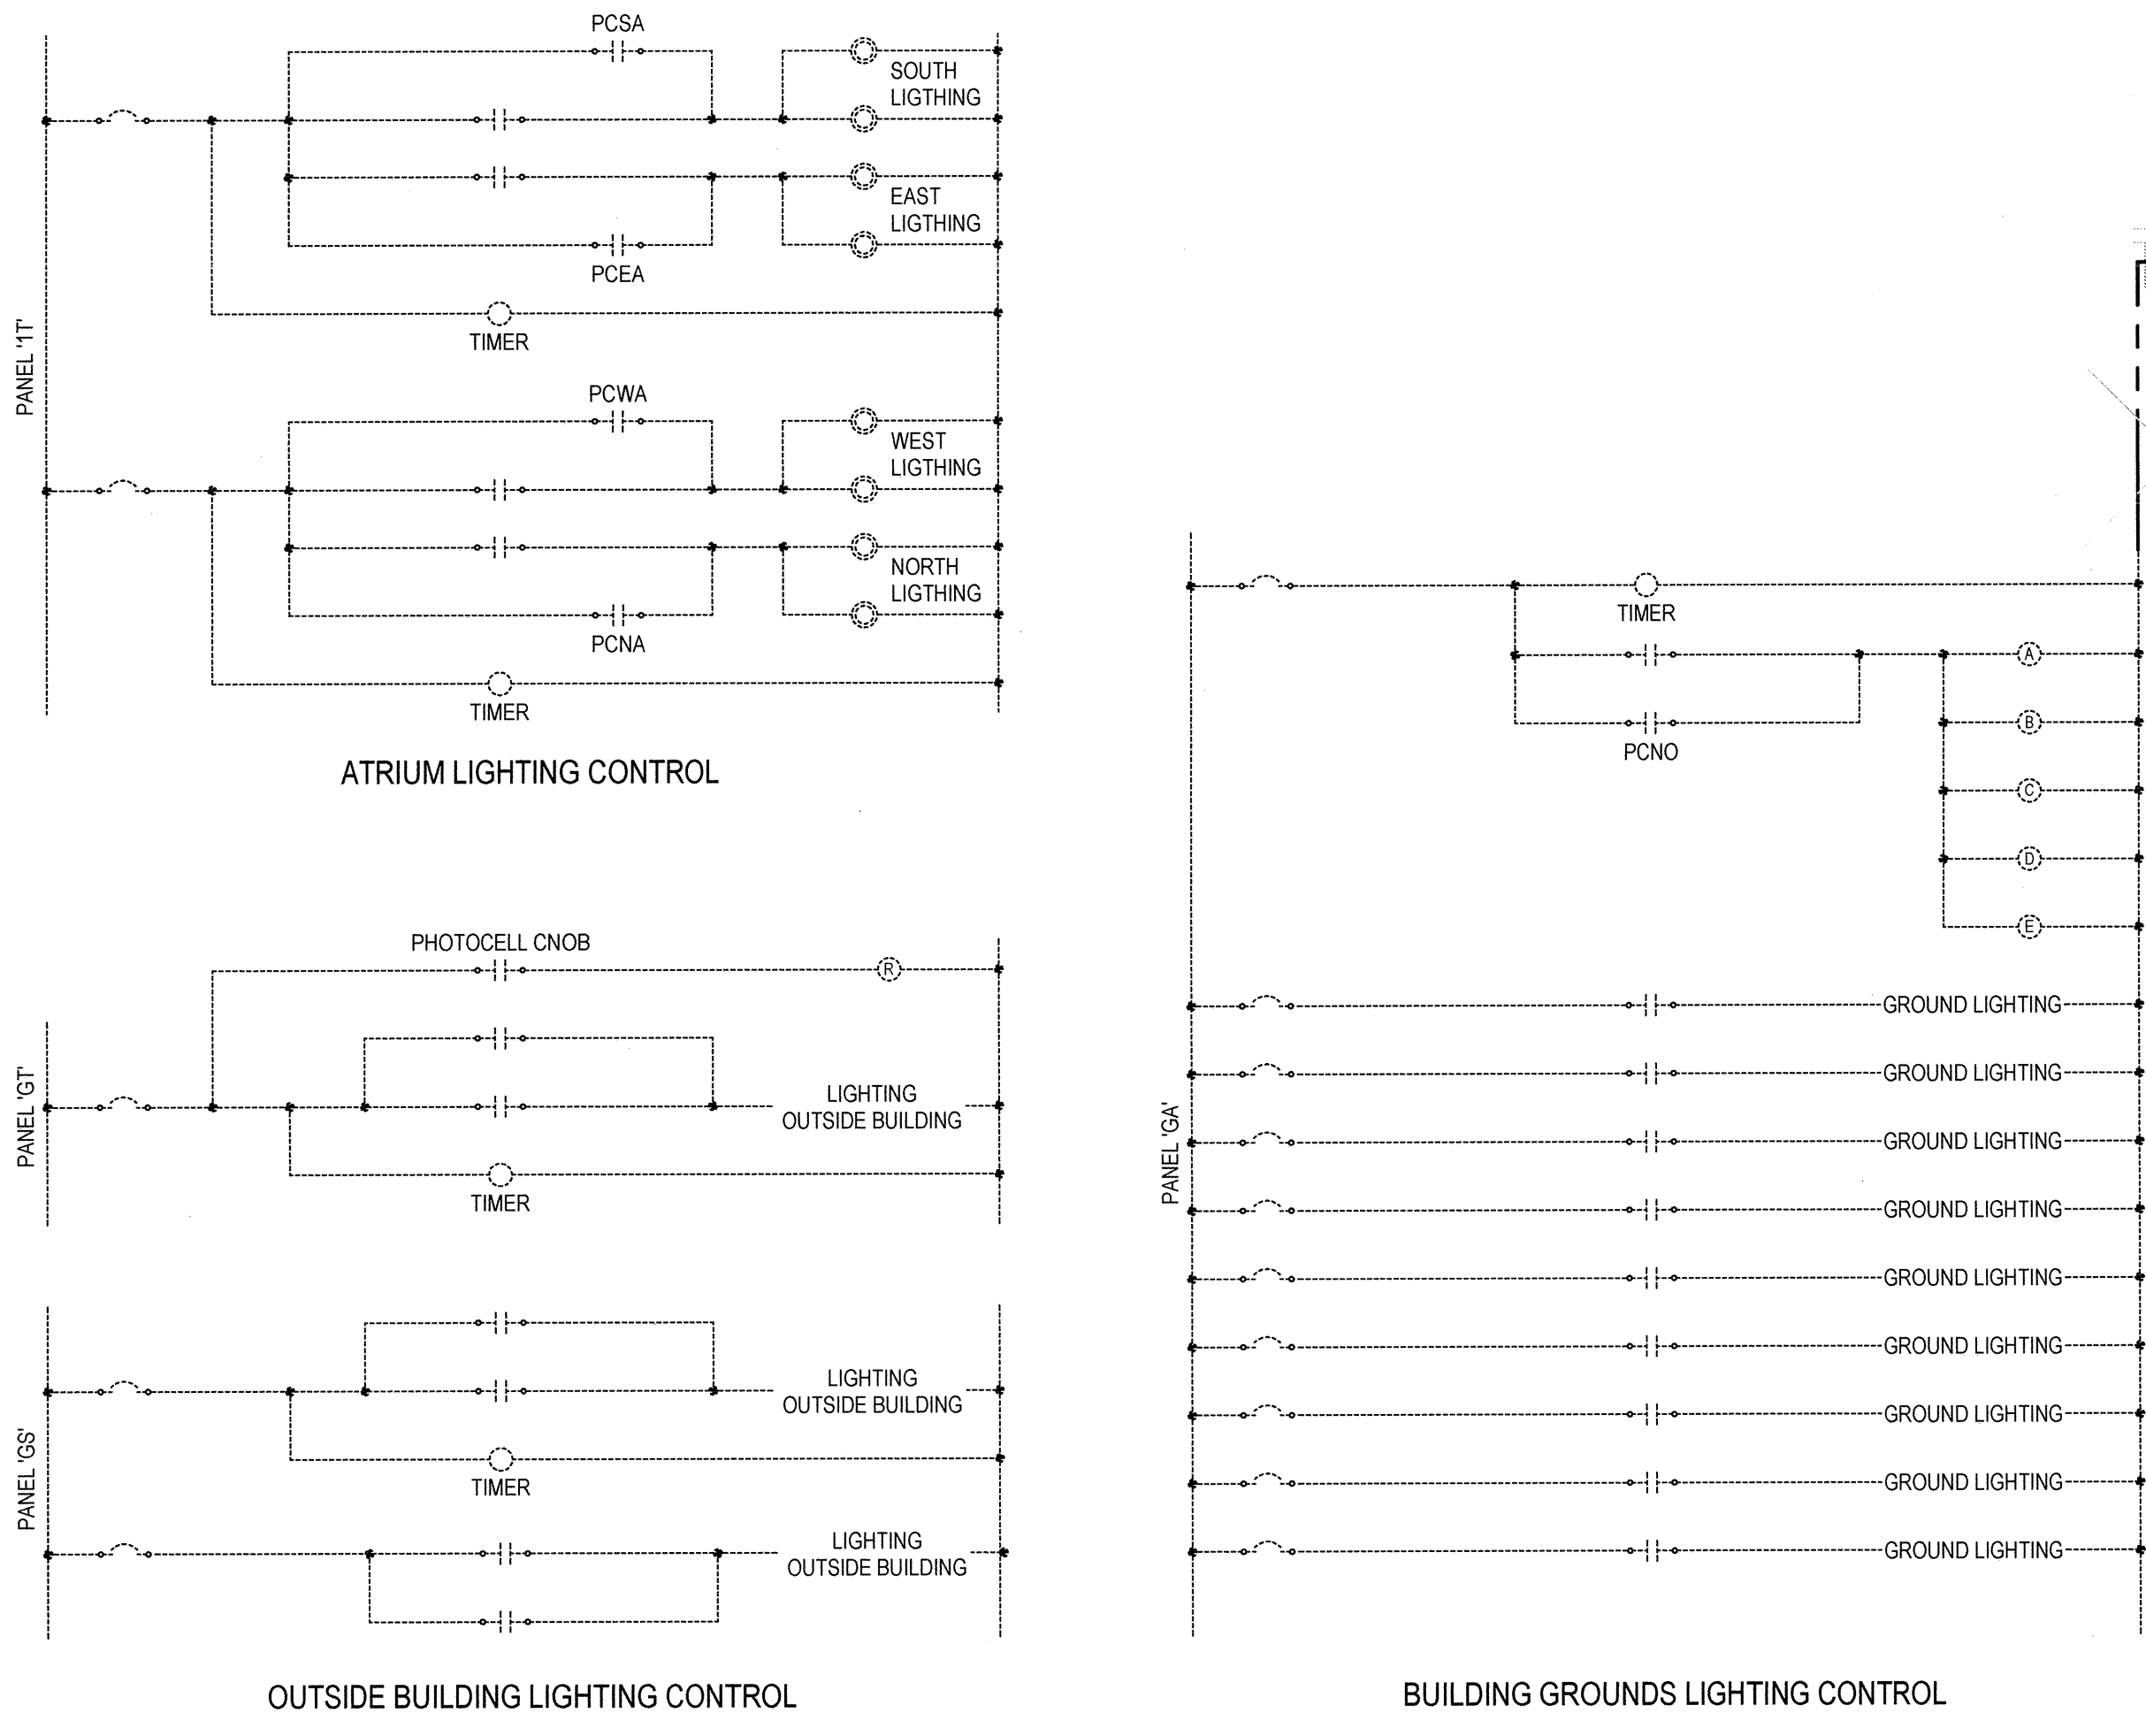 PCSA
SOUTH
LIGTHING
EAST
LIGTHING
PCEA
TIMER
PANEL '1T'
PCWA
WEST
LIGTHING
NORTH
LIGTHING
PCNA
TIMER
ATRIUM LIGHTING CONTROL
PHOTOCELL CNOB
R
PANEL 'GT'
LIGHTING
OUTSIDE BUILDING
TIMER
LIGHTING
OUTSIDE BUILDING
PANEL 'GS'
TIMER
LIGHTING
OUTSIDE BUILDING
OUTSIDE BUILDING LIGHTING CONTROL
TIMER
A
B
PCNO
C
D
E
PANEL 'GA'
GROUND LIGHTING
GROUND LIGHTING
GROUND LIGHTING
GROUND LIGHTING
GROUND LIGHTING
GROUND LIGHTING
GROUND LIGHTING
GROUND LIGHTING
GROUND LIGHTING
BUILDING GROUNDS LIGHTING CONTROL